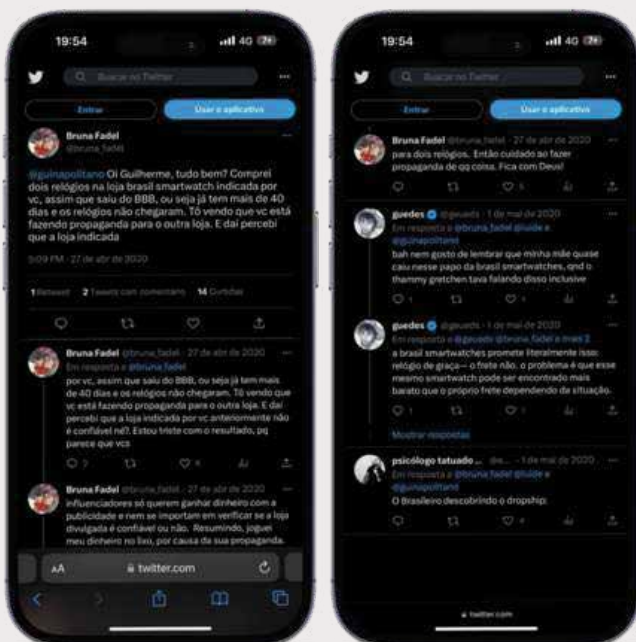 19:54
4G
Buscar no Twitter
Entrar
Usar o aplicativo
Bruna Fadel
@bruna_fadel
@guinapolitano Oi Guilherme, tudo bem? Comprei
dois relógios na loja brasil smartwatch indicada por
vc, assim que saiu do BBB, ou seja já tem mais de 40
dias e os relógios não chegaram. Tô vendo que vc está
fazendo propaganda para o outra loja. E daí percebi
que a loja indicada
5:09 PM · 27 de abr de 2020
1 Retweet 2 Tweets com comentário 14 Curtidas
Bruna Fadel @bruna_fadel · 27 de abr de 2020
Em resposta a @bruna_fadel
por vc, assim que saiu do BBB, ou seja já tem mais
de 40 dias e os relógios não chegaram. Tô vendo que
vc está fazendo propaganda para o outra loja. E daí
percebi que a loja indicada por vc anteriormente não
é confiável né?. Estou triste com o resultado, pq
parece que vcs
Bruna Fadel @bruna_fadel · 27 de abr de 2020
influenciadores só querem ganhar dinheiro com a
publicidade e nem se importam em verificar se a loja
divulgada é confiável ou não. Resumindo, joguei
meu dinheiro no lixo, por causa da sua propaganda.
AA
twitter.com
19:54
4G
Buscar no Twitter
Entrar
Usar o aplicativo
Bruna Fadel @bruna_fadel · 27 de abr de 2020
para dois relógios. Então cuidado ao fazer
propaganda de qq coisa. Fica com Deus!
5
guedes @geueds · 1 de mai de 2020
Em resposta a @bruna_fadel @luide e
@guinapolitano
bah nem gosto de lembrar que minha mãe quase
caiu nesse papo da brasil smartwatches, qnd o
thammy gretchen tava falando disso inclusive
1
guedes @geueds · 1 de mai de 2020
Em resposta a @geueds @bruna_fadel e mais 2
a brasil smartwatches promete literalmente isso:
relógio de graça— o frete não. o problema é que esse
mesmo smartwatch pode ser encontrado mais
barato que o próprio frete dependendo da situação.
1
Mostrar respostas
psicólogo tatuado ... · 1 de mai de 2020
Em resposta a @bruna_fadel @luide e
@guinapolitano
O Brasileiro descobrindo o dropship:
twitter.com